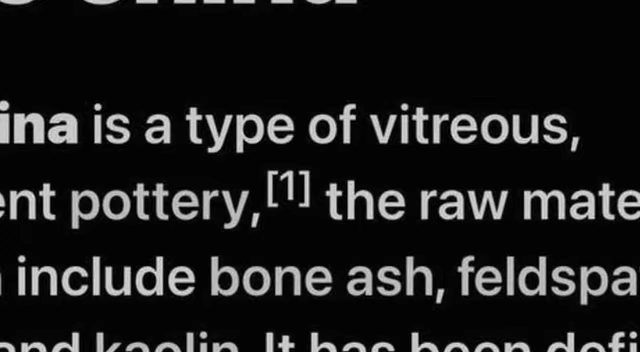 ina is a type of vitreous,
ent pottery,[1] the raw mate
include bone ash, feldspa
and kaolin. It has been defi